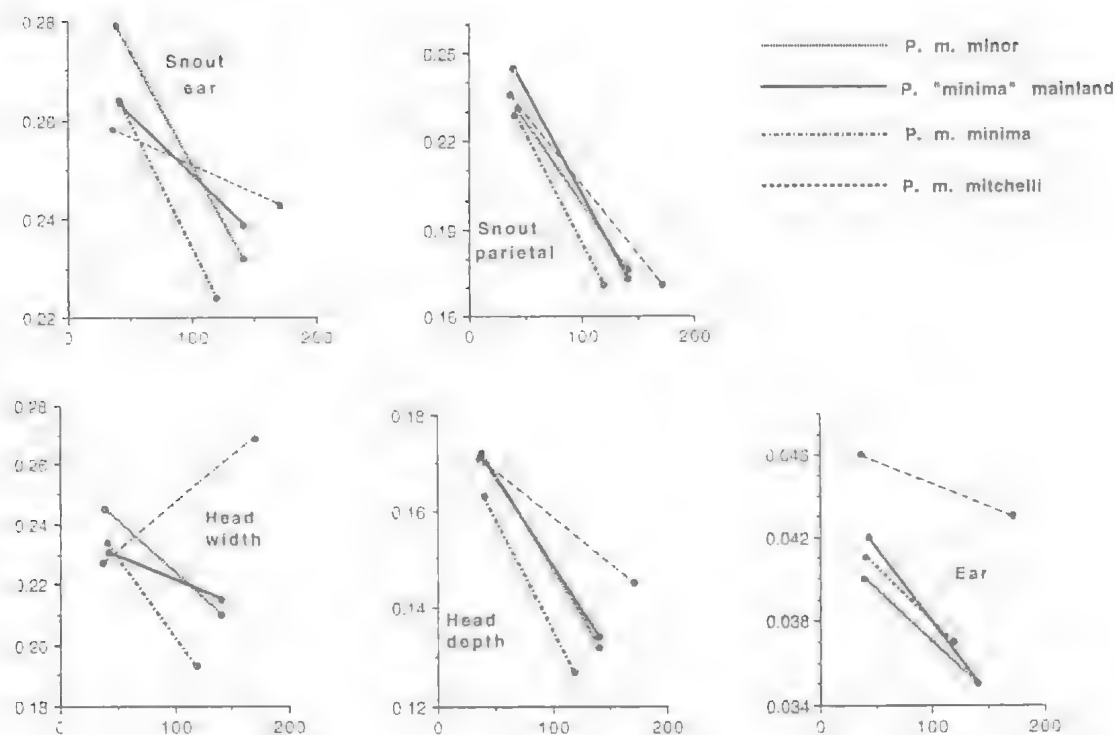 0.28
Snout
ear
0.26
0.24
0.22
0
100
200
0.25
0.22
0.19
Snout
parietal
0.16
0
100
200
P. m. minor
P. "minima" mainland
P. m. minima
P. m. mitchelli
0.28
0.26
0.24
Head
width
0.22
0.20
0.18
0
100
200
0.18
0.16
0.14
Head
depth
0.12
0
100
200
0.046
0.042
Ear
0.038
0.034
0
100
200